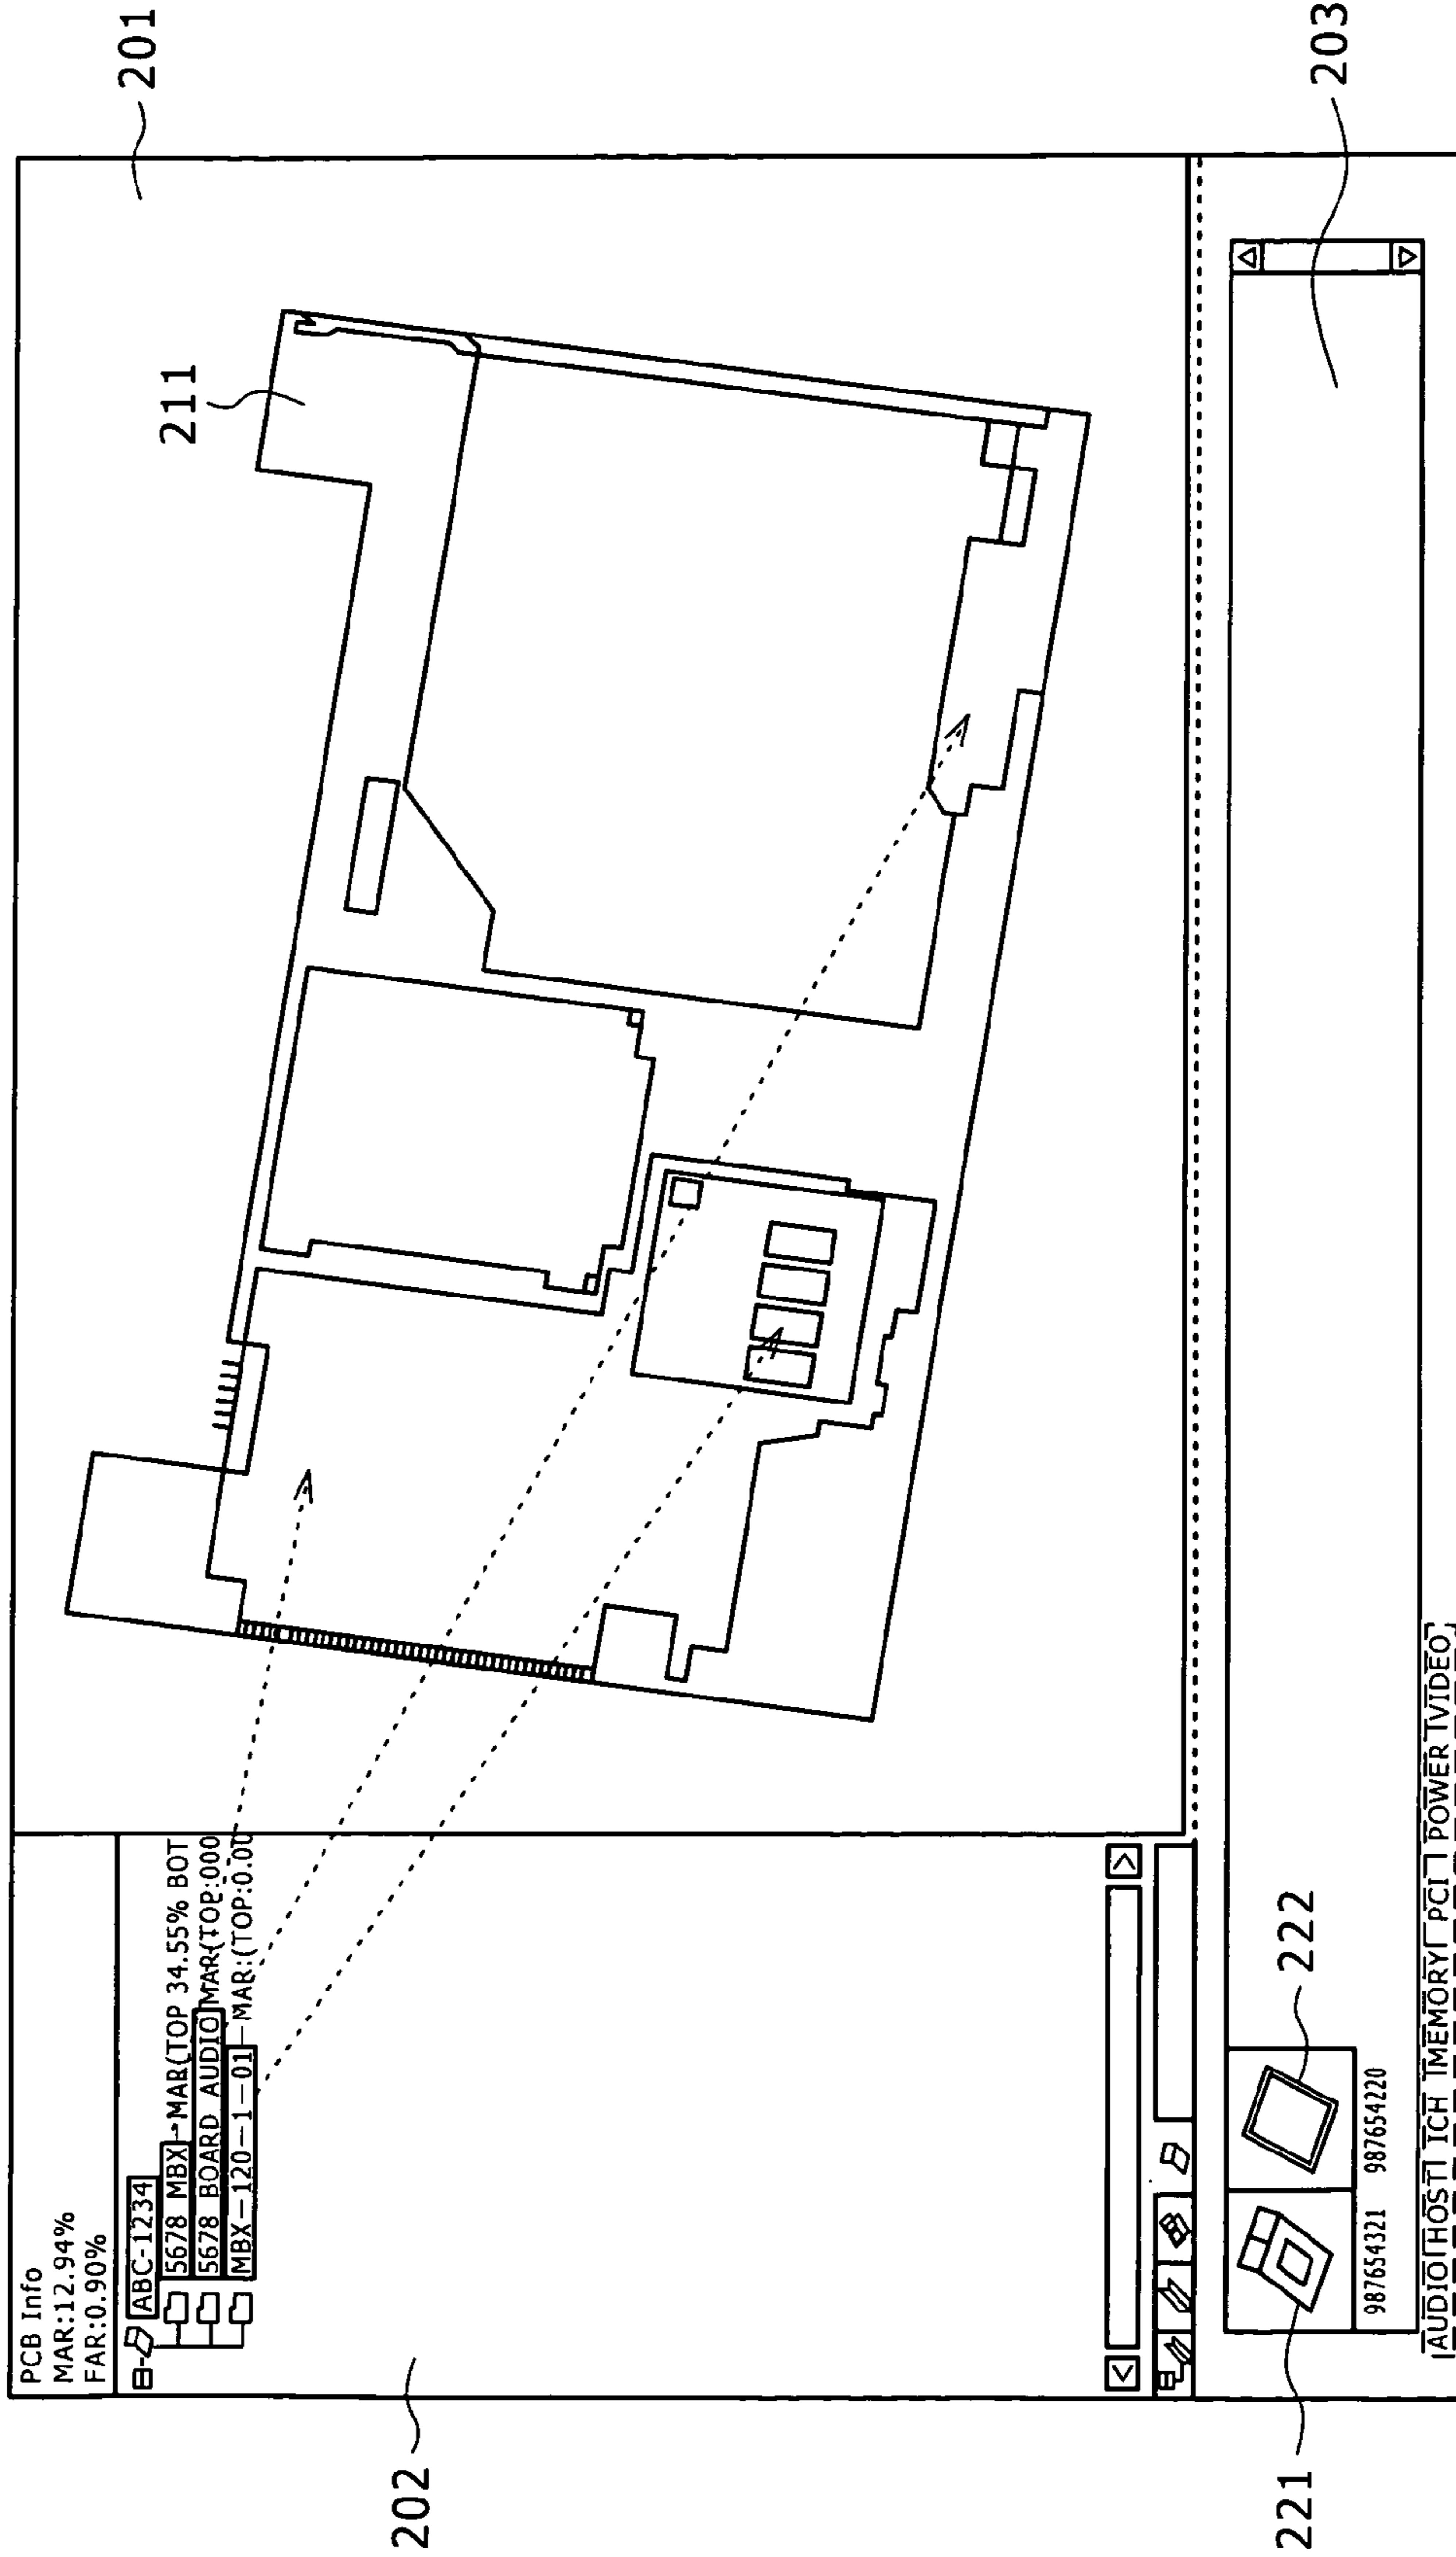 201
PCB Info
MAR:12.94%
FAR:0.90%
ABC-1234
5678 MBX MAR(TOP 34.55% BOT
5678 BOARD AUDIO MAR(TOP:000
MBX-120-1-01 MAR:(TOP:0.00
211
202
203
221
222
987654321 987654220
AUDIO HOST ICH MEMORY PCI POWER VIDEO